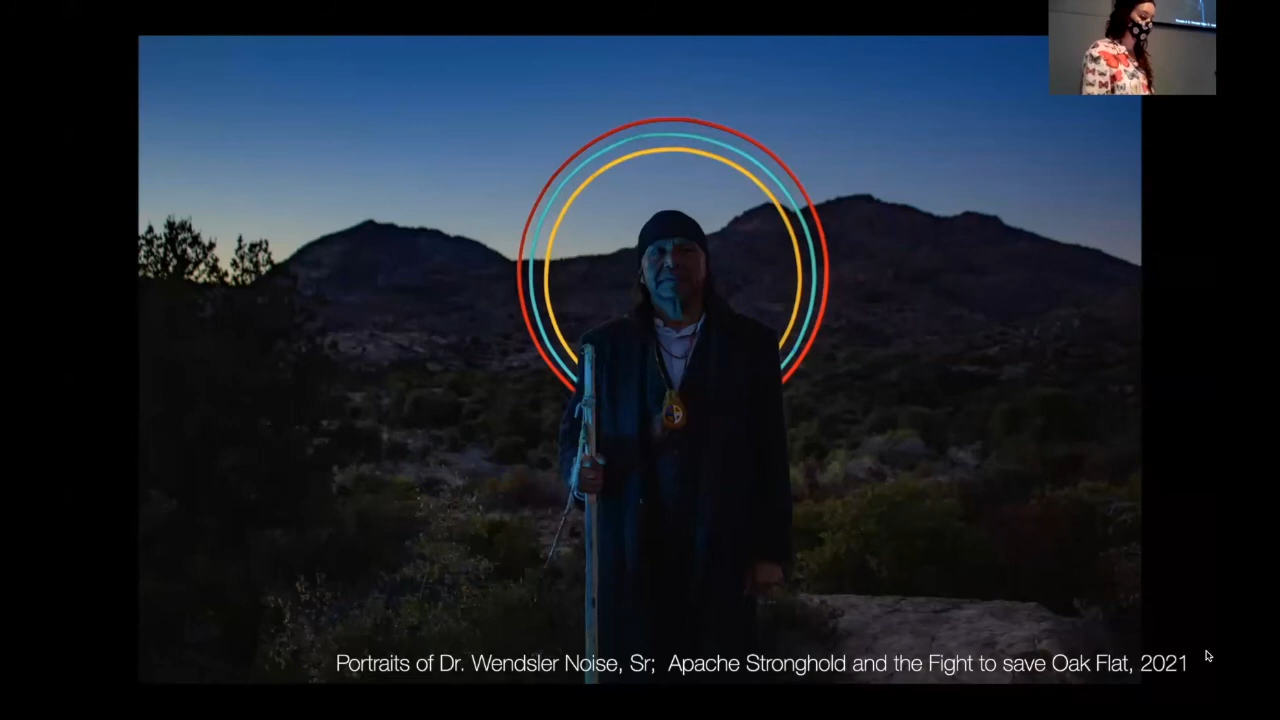 Portraits of Dr. Wendsler Noise, Sr;  Apache Stronghold and the Fight to save Oak Flat, 2021